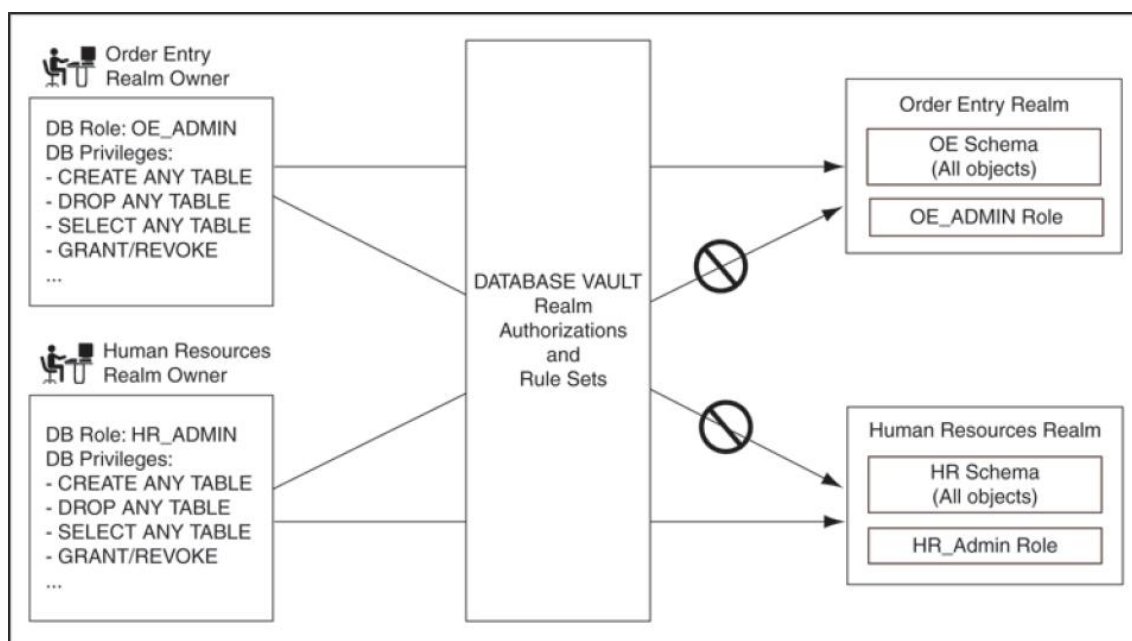 Order Entry
Realm Owner
DB Role: OE_ADMIN
DB Privileges:
- CREATE ANY TABLE
- DROP ANY TABLE
- SELECT ANY TABLE
- GRANT/REVOKE
...
Human Resources
Realm Owner
DB Role: HR_ADMIN
DB Privileges:
- CREATE ANY TABLE
- DROP ANY TABLE
- SELECT ANY TABLE
- GRANT/REVOKE
...
DATABASE VAULT
Realm
Authorizations
and
Rule Sets
Order Entry Realm
OE Schema
(All objects)
OE_ADMIN Role
Human Resources Realm
HR Schema
(All objects)
HR_Admin Role